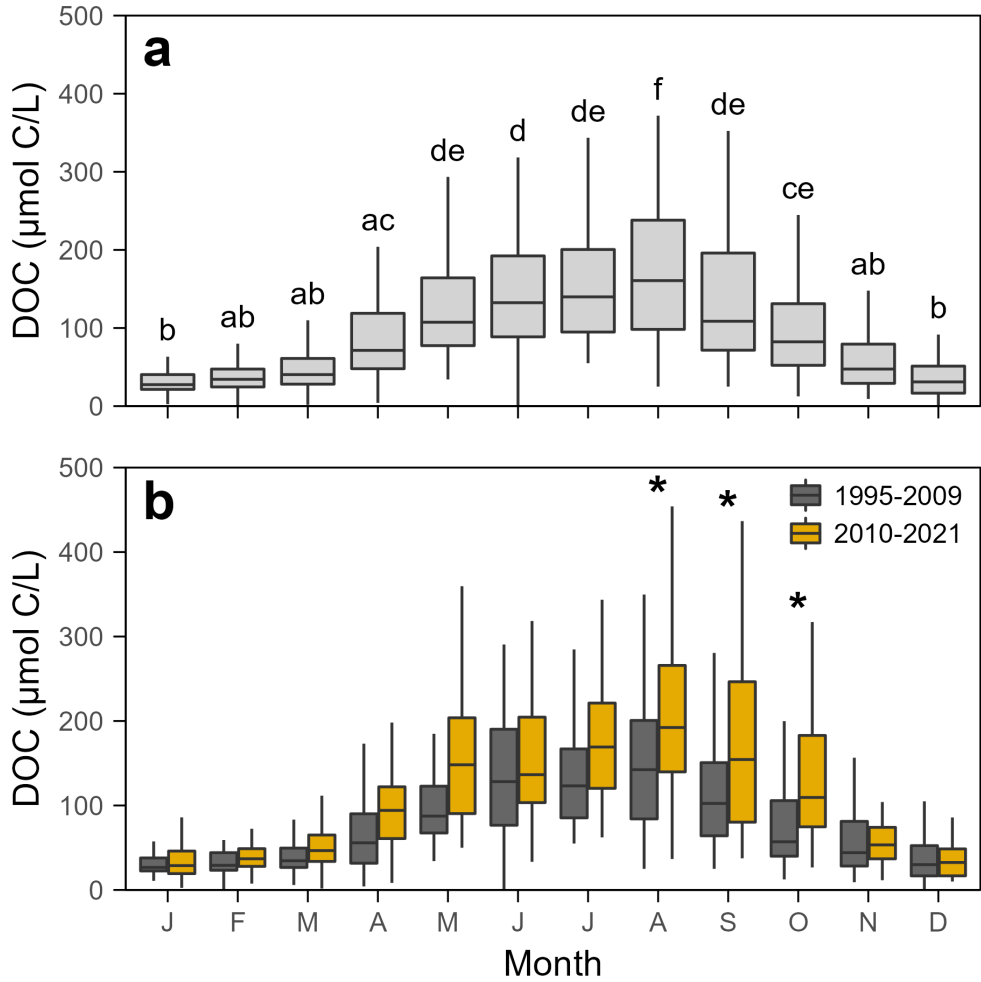 a
DOC (µmol C/L)
500
400
300
200
100
0
b
ab
ab
ac
de
d
de
f
de
ce
ab
b
b
DOC (µmol C/L)
500
400
300
200
100
0
*
*
*
1995-2009
2010-2021
J F M A M J J A S O N D
Month